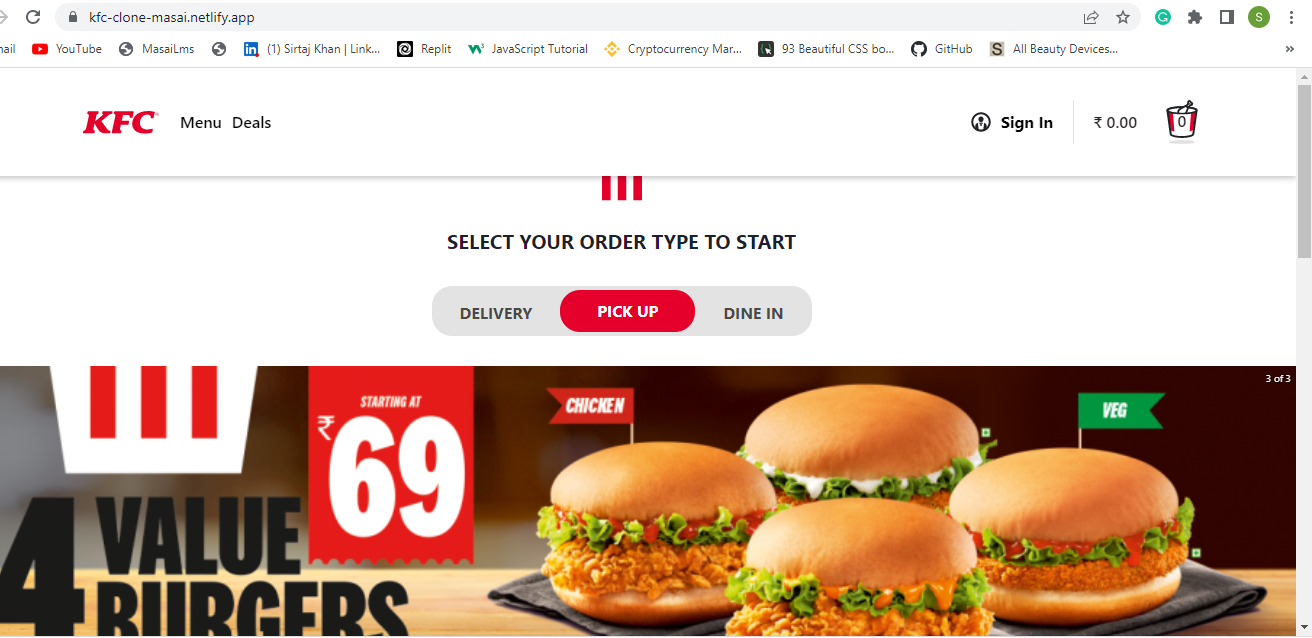 kfc-clone-masai.netlify.app
S
YouTube
MasaiLms
(1) Sirtaj Khan | Link...
Replit
JavaScript Tutorial
Cryptocurrency Mar...
93 Beautiful CSS bo...
GitHub
S
All Beauty Devices...
»
KFC
Menu
Deals
Sign In
₹ 0.00
0
SELECT YOUR ORDER TYPE TO START
DELIVERY
PICK UP
DINE IN
3 of 3
STARTING AT
₹69
CHICKEN
VEG
4 VALUE
BURGERS